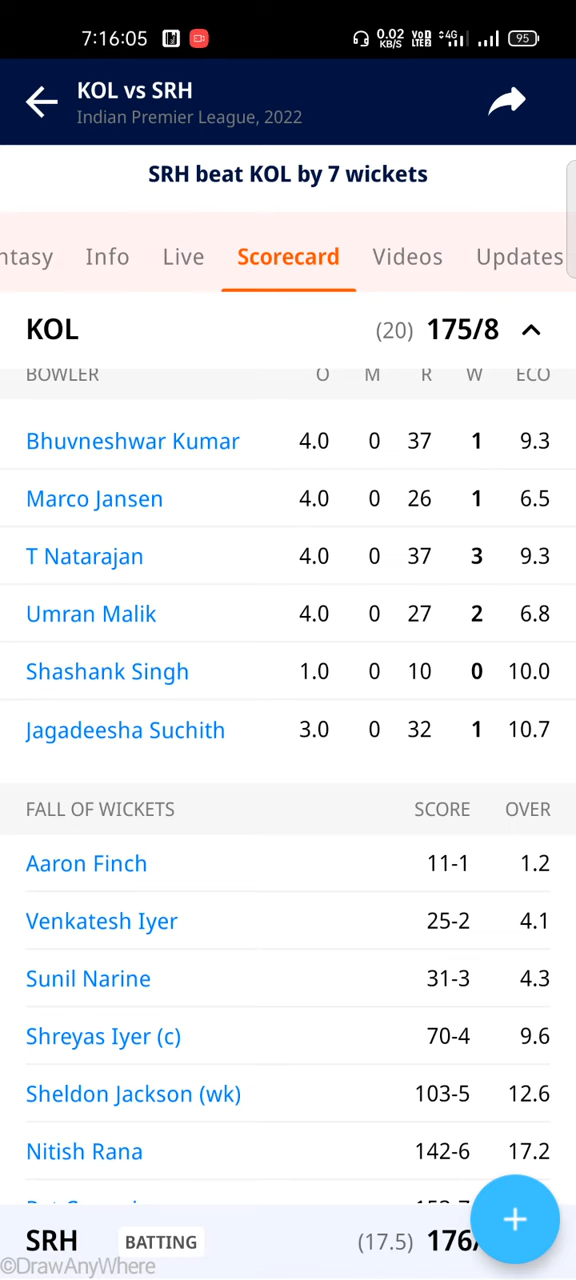 7:16:05 0.02 KB/S VoD LTE2 4G 95
KOL vs SRH
Indian Premier League, 2022
SRH beat KOL by 7 wickets
ntasy Info Live Scorecard Videos Updates
KOL (20) 175/8
BOWLER O M R W ECO
Bhuvneshwar Kumar 4.0 0 37 1 9.3
Marco Jansen 4.0 0 26 1 6.5
T Natarajan 4.0 0 37 3 9.3
Umran Malik 4.0 0 27 2 6.8
Shashank Singh 1.0 0 10 0 10.0
Jagadeesha Suchith 3.0 0 32 1 10.7
FALL OF WICKETS SCORE OVER
Aaron Finch 11-1 1.2
Venkatesh Iyer 25-2 4.1
Sunil Narine 31-3 4.3
Shreyas Iyer (c) 70-4 9.6
Sheldon Jackson (wk) 103-5 12.6
Nitish Rana 142-6 17.2
SRH BATTING (17.5) 176/
©DrawAnyWhere